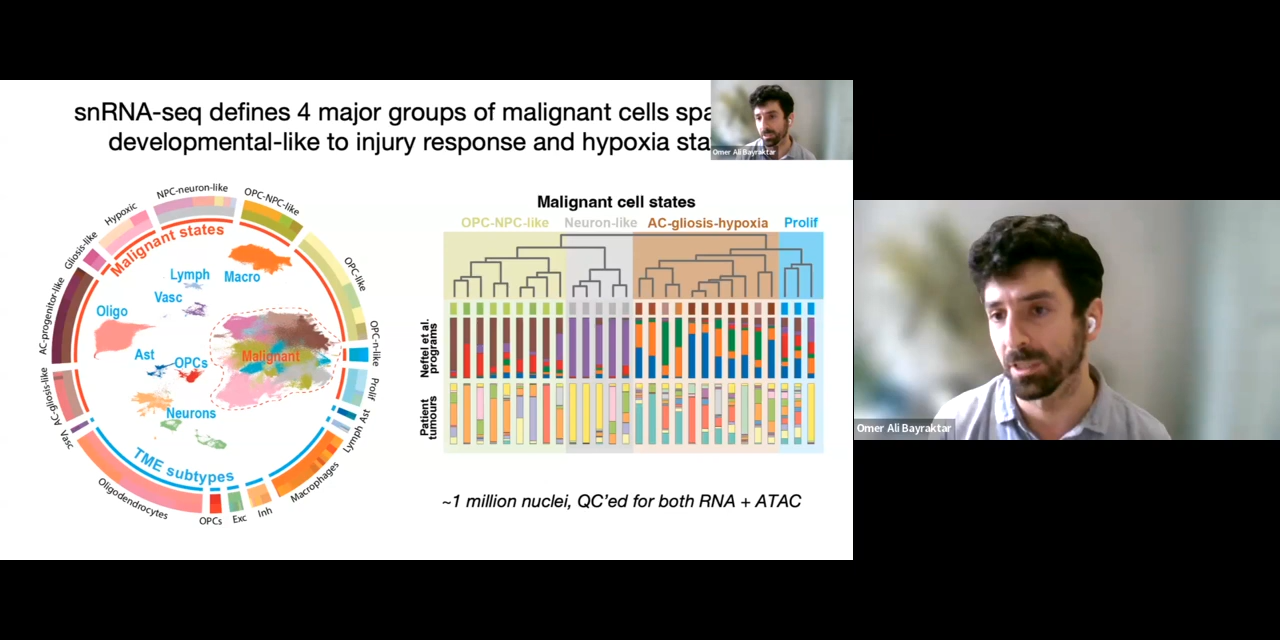 snRNA-seq defines 4 major groups of malignant cells spa
developmental-like to injury response and hypoxia sta
Omer Ali Bayraktar
NPC-neuron-like
OPC-NPC-like
Hypoxic
Gliosis-like
AC-progenitor-like
AC-gliosis-like
Vasc
Oligodendrocytes
OPCs
Exc
Inh
Macrophages
Lymph
Ast
Prolif
OPC-n-like
OPC-like
Malignant states
Lymph
Macro
Vasc
Oligo
Ast
OPCs
Malignant
Neurons
TME subtypes
Malignant cell states
OPC-NPC-like Neuron-like AC-gliosis-hypoxia Prolif
Neftel et al.
programs
Patient
tumours
~1 million nuclei, QC'ed for both RNA + ATAC
Omer Ali Bayraktar